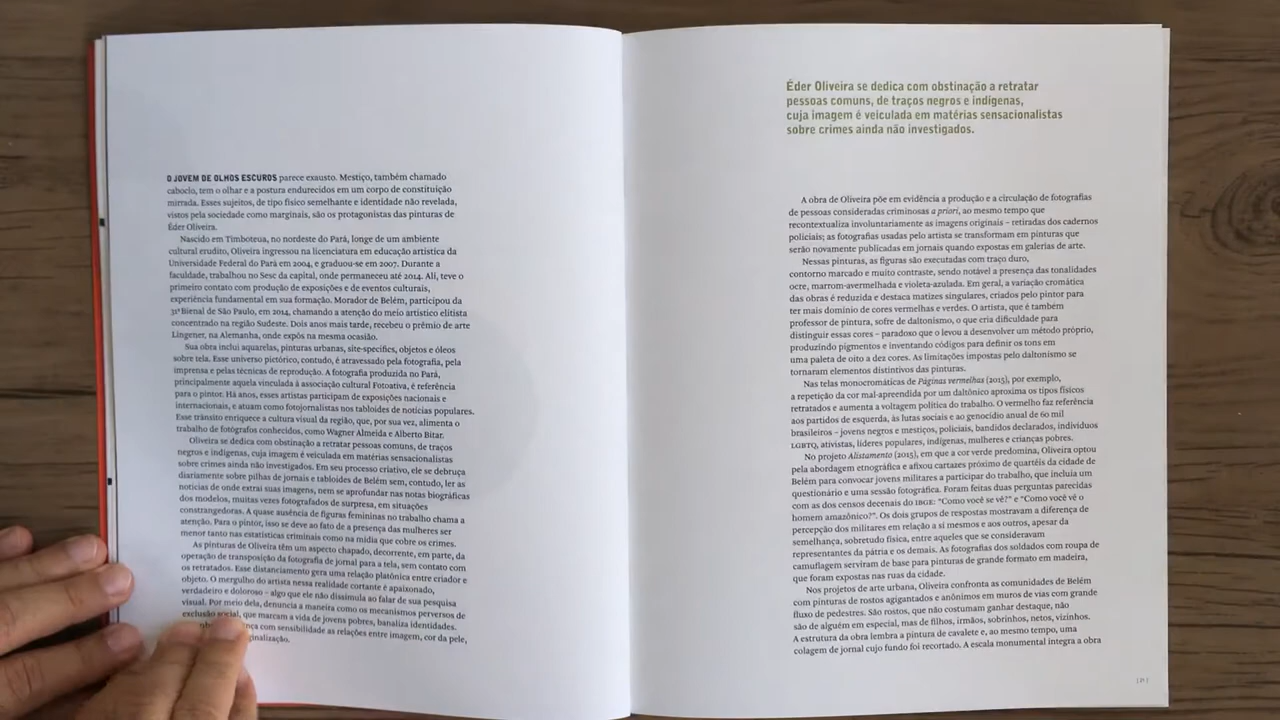 O JOVEM DE OLHOS ESCUROS parece exausto. Mestiço, também chamado
caboclo, tem o olhar e a postura endurecidos em um corpo de constituição
mirrada. Esses sujeitos, de tipo físico semelhante e identidade não revelada,
vistos pela sociedade como marginais, são os protagonistas das pinturas de
Éder Oliveira.
Nascido em Timboteua, no nordeste do Pará, longe de um ambiente
cultural erudito, Oliveira ingressou na licenciatura em educação artística da
Universidade Federal do Pará em 2004, e graduou-se em 2007. Durante a
faculdade, trabalhou no Sesc da capital, onde permaneceu até 2014. Ali, teve o
primeiro contato com produção de exposições e de eventos culturais,
experiência fundamental em sua formação. Morador de Belém, participou da
31ª Bienal de São Paulo, em 2014, chamando a atenção do meio artístico elitista
concentrado na região Sudeste. Dois anos mais tarde, recebeu o prêmio de arte
Lingener, na Alemanha, onde expôs na mesma ocasião.
Sua obra inclui aquarelas, pinturas urbanas, site-specifics, objetos e óleos
sobre tela. Esse universo pictórico, contudo, é atravessado pela fotografia, pela
imprensa e pelas técnicas de reprodução. A fotografia produzida no Pará,
principalmente aquela vinculada à associação cultural Fotoativa, é referência
para o pintor. Há anos, esses artistas participam de exposições nacionais e
internacionais, e atuam como fotojornalistas nos tabloides de notícias populares.
Esse trânsito enriquece a cultura visual da região, que, por sua vez, alimenta o
trabalho de fotógrafos conhecidos, como Wagner Almeida e Alberto Bitar.
Oliveira se dedica com obstinação a retratar pessoas comuns, de traços
negros e indígenas, cuja imagem é veiculada em matérias sensacionalistas
sobre crimes ainda não investigados. Em seu processo criativo, ele se debruça
diariamente sobre pilhas de jornais e tabloides de Belém sem, contudo, ler as
notícias de onde extrai suas imagens, nem se aprofundar nas notas biográficas
dos modelos, muitas vezes fotografados de surpresa, em situações
constrangedoras. A quase ausência de figuras femininas no trabalho chama a
atenção. Para o pintor, isso se deve ao fato de a presença das mulheres ser
menor tanto nas estatísticas criminais como na mídia que cobre os crimes.
As pinturas de Oliveira têm um aspecto chapado, decorrente, em parte, da
operação de transposição da fotografia de jornal para a tela, sem contato com
os retratados. Esse distanciamento gera uma relação platônica entre criador e
objeto. O mergulho do artista nessa realidade cortante é apaixonado,
verdadeiro e doloroso – algo que ele não dissimula ao falar de sua pesquisa
visual. Por meio dela, denuncia a maneira como os mecanismos perversos de
exclusão social, que marcam a vida de jovens pobres, banaliza identidades.
com sensibilidade as relações entre imagem, cor da pele,
Éder Oliveira se dedica com obstinação a retratar
pessoas comuns, de traços negros e indígenas,
cuja imagem é veiculada em matérias sensacionalistas
sobre crimes ainda não investigados.
A obra de Oliveira põe em evidência a produção e a circulação de fotografias
de pessoas consideradas criminosas a priori, ao mesmo tempo que
recontextualiza involuntariamente as imagens originais – retiradas dos cadernos
policiais; as fotografias usadas pelo artista se transformam em pinturas que
serão novamente publicadas em jornais quando expostas em galerias de arte.
Nessas pinturas, as figuras são executadas com traço duro,
contorno marcado e muito contraste, sendo notável a presença das tonalidades
ocre, marrom-avermelhada e violeta-azulada. Em geral, a variação cromática
das obras é reduzida e destaca matizes singulares, criados pelo pintor para
ter mais domínio de cores vermelhas e verdes. O artista, que é também
professor de pintura, sofre de daltonismo, o que cria dificuldade para
distinguir essas cores – paradoxo que o levou a desenvolver um método próprio,
produzindo pigmentos e inventando códigos para definir os tons em
uma paleta de oito a dez cores. As limitações impostas pelo daltonismo se
tornaram elementos distintivos das pinturas.
Nas telas monocromáticas de Páginas vermelhas (2015), por exemplo,
a repetição da cor mal-apreendida por um daltônico aproxima os tipos físicos
retratados e aumenta a voltagem política do trabalho. O vermelho faz referência
aos partidos de esquerda, às lutas sociais e ao genocídio anual de 60 mil
brasileiros – jovens negros e mestiços, policiais, bandidos declarados, indivíduos
LGBTQ, ativistas, líderes populares, indígenas, mulheres e crianças pobres.
No projeto Alistamento (2015), em que a cor verde predomina, Oliveira optou
pela abordagem etnográfica e afixou cartazes próximo de quartéis da cidade de
Belém para convocar jovens militares a participar do trabalho, que incluía um
questionário e uma sessão fotográfica. Foram feitas duas perguntas parecidas
com as dos censos decenais do IBGE: "Como você se vê?" e "Como você vê o
homem amazônico?". Os dois grupos de respostas mostravam a diferença de
percepção dos militares em relação a si mesmos e aos outros, apesar da
semelhança, sobretudo física, entre aqueles que se consideravam
representantes da pátria e os demais. As fotografias dos soldados com roupa de
camuflagem serviram de base para pinturas de grande formato em madeira,
que foram expostas nas ruas da cidade.
Nos projetos de arte urbana, Oliveira confronta as comunidades de Belém
com pinturas de rostos agigantados e anônimos em muros de vias com grande
fluxo de pedestres. São rostos, que não costumam ganhar destaque, não
são de alguém em especial, mas de filhos, irmãos, sobrinhos, netos, vizinhos.
A estrutura da obra lembra a pintura de cavalete e, ao mesmo tempo, uma
colagem de jornal cujo fundo foi recortado. A escala monumental integra a obra